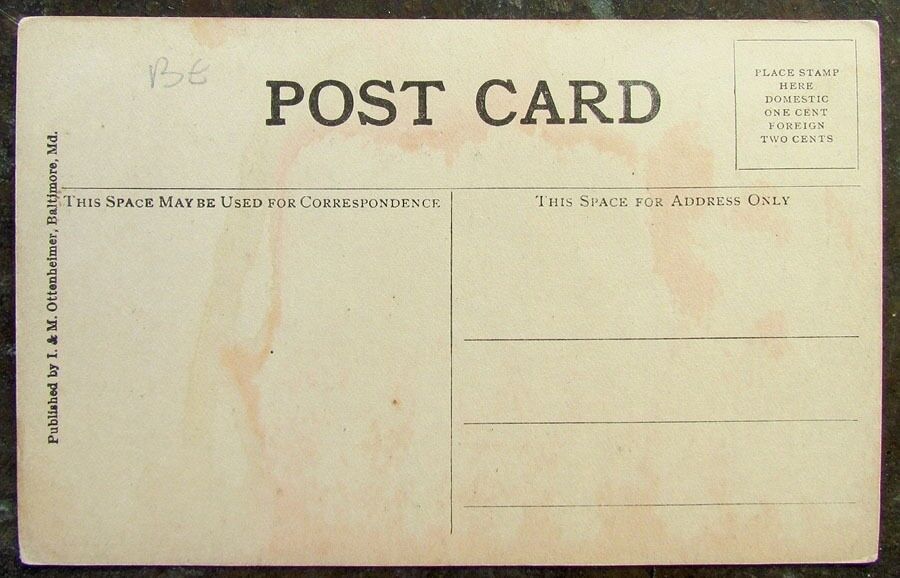 BE
POST CARD
PLACE STAMP
HERE
DOMESTIC
ONE CENT
FOREIGN
TWO CENTS
THIS SPACE MAY BE USED FOR CORRESPONDENCE
THIS SPACE FOR ADDRESS ONLY
Published by I. & M. Ottenheimer, Baltimore, Md.